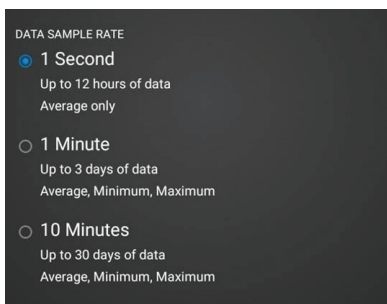 DATA SAMPLE RATE
1 Second
Up to 12 hours of data
Average only
1 Minute
Up to 3 days of data
Average, Minimum, Maximum
10 Minutes
Up to 30 days of data
Average, Minimum, Maximum